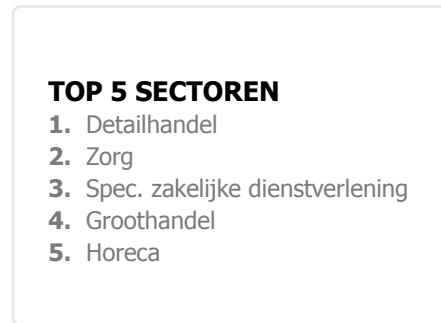 TOP 5 SECTOREN
1. Detailhandel
2. Zorg
3. Spec. zakelijke dienstverlening
4. Groothandel
5. Horeca